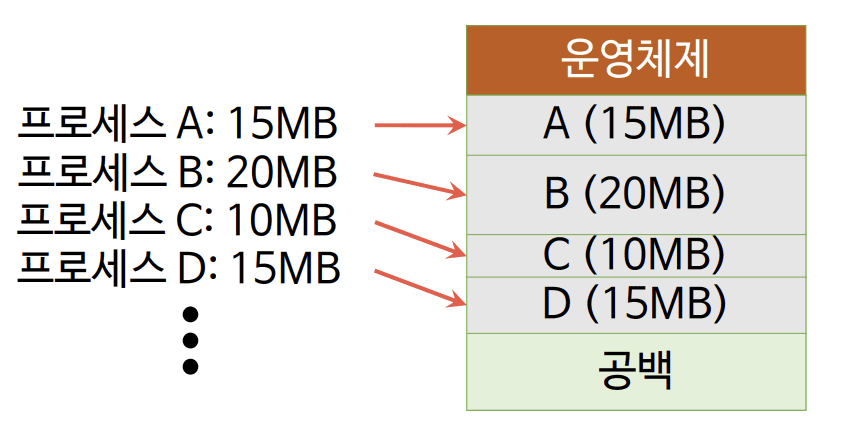 운영체제
프로세스 A: 15MB
프로세스 B: 20MB
프로세스 C: 10MB
프로세스 D: 15MB
A (15MB)
B (20MB)
C (10MB)
D (15MB)
공백